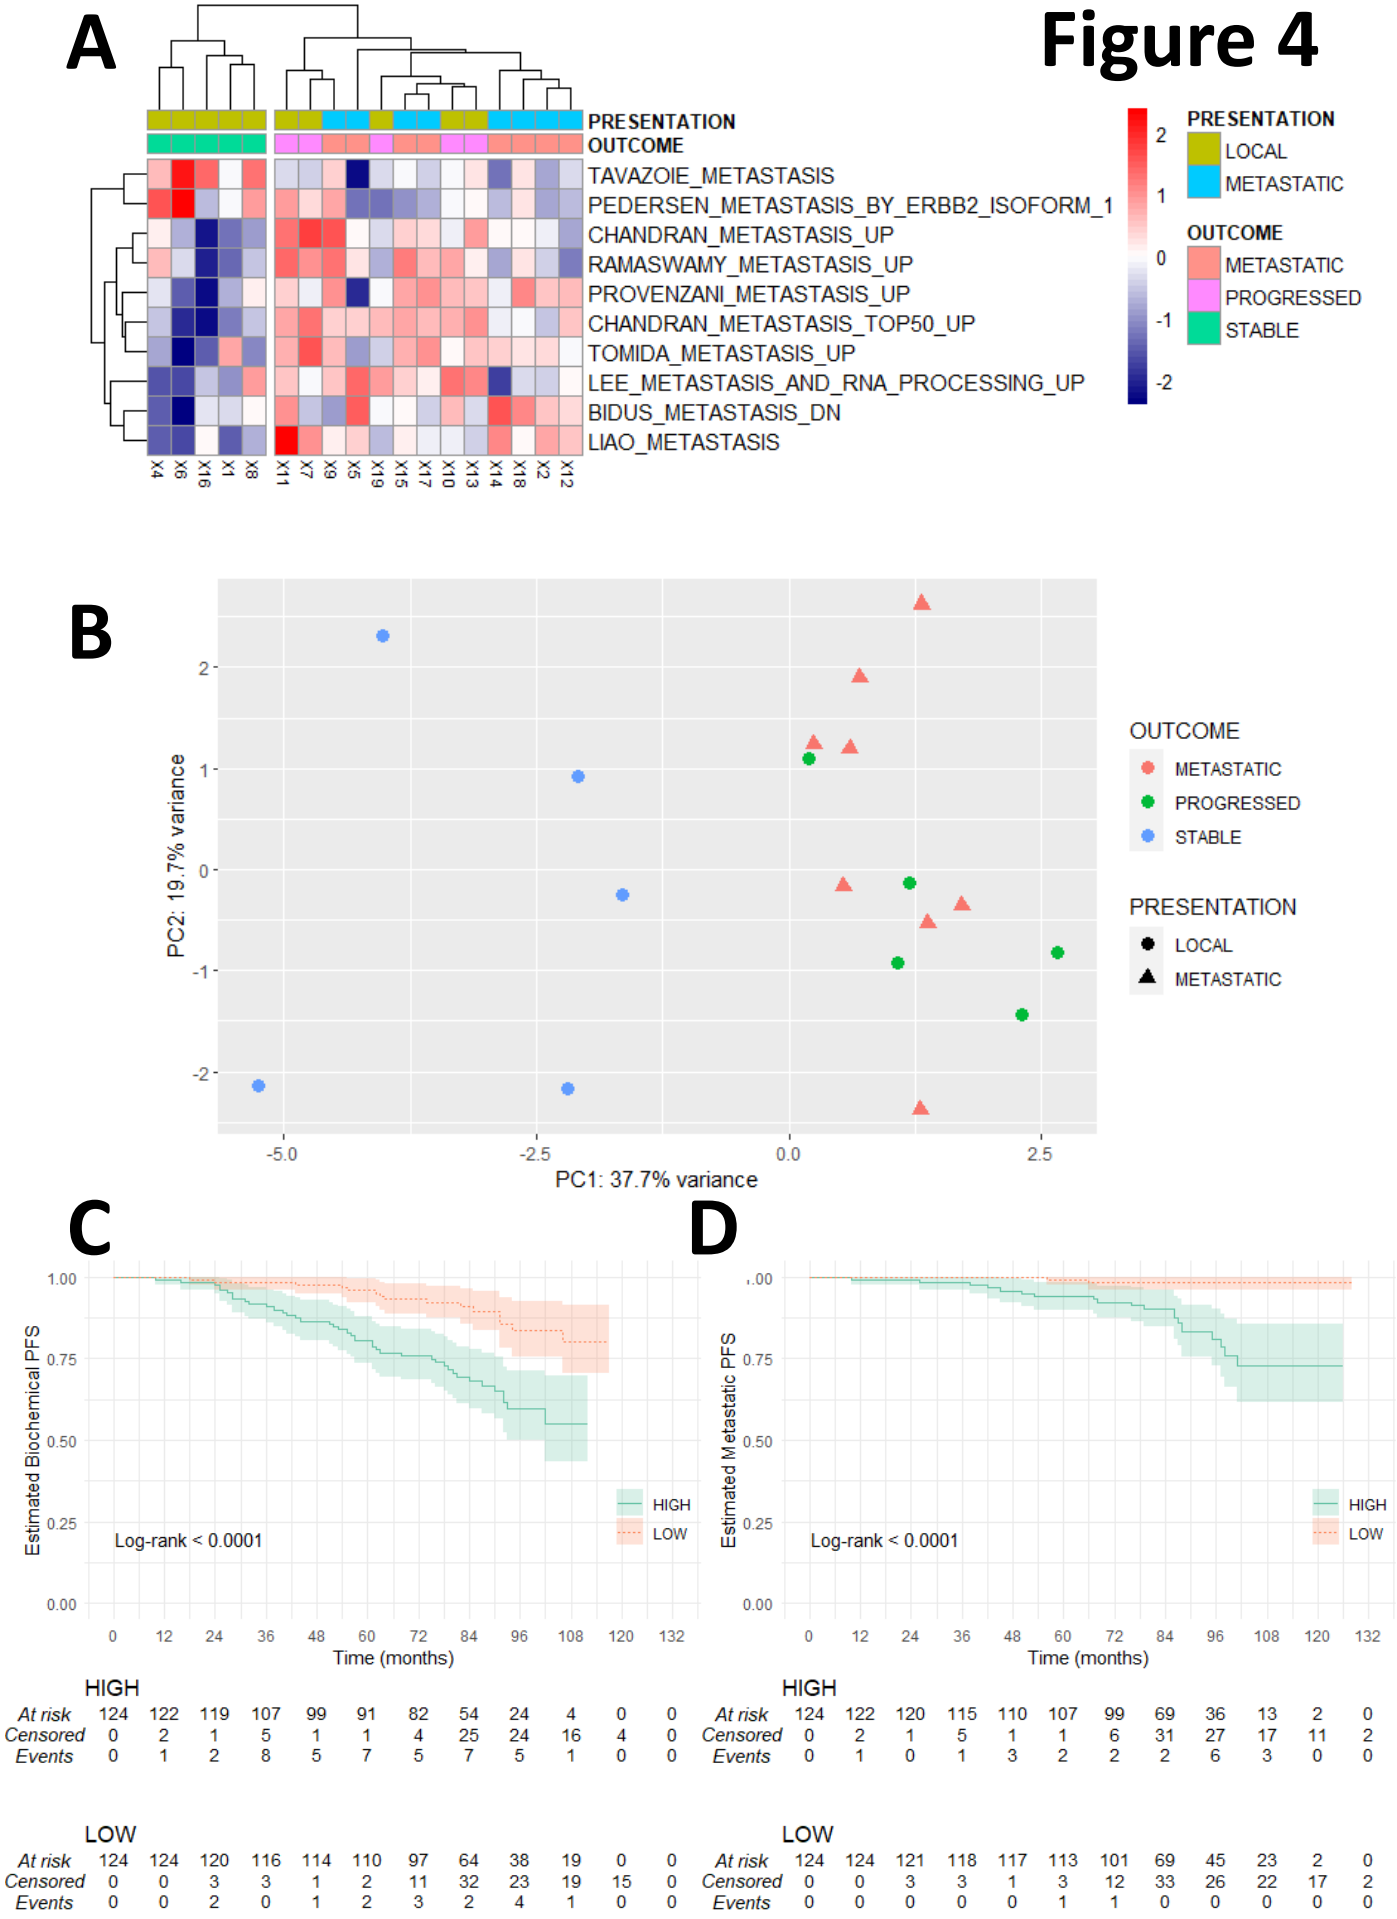 A
Figure 4
PRESENTATION
OUTCOME
TAVAZOIE_METASTASIS
PEDERSEN_METASTASIS_BY_ERBB2_ISOFORM_1
CHANDRAN_METASTASIS_UP
RAMASWAMY_METASTASIS_UP
PROVENZANI_METASTASIS_UP
CHANDRAN_METASTASIS_TOP50_UP
TOMIDA_METASTASIS_UP
LEE_METASTASIS_AND_RNA_PROCESSING_UP
BIDUS_METASTASIS_DN
LIAO_METASTASIS
X4 X6 X16 X1 X8 X11 X7 X9 X5 X19 X15 X17 X10 X13 X14 X18 X2 X12
2
1
0
-1
-2
PRESENTATION
LOCAL
METASTATIC
OUTCOME
METASTATIC
PROGRESSED
STABLE
B
PC2: 19.7% variance
2
1
0
-1
-2
-5.0 -2.5 0.0 2.5
PC1: 37.7% variance
OUTCOME
METASTATIC
PROGRESSED
STABLE
PRESENTATION
LOCAL
METASTATIC
C
Estimated Biochemical PFS
1.00
0.75
0.50
0.25
0.00
HIGH
LOW
Log-rank < 0.0001
0 12 24 36 48 60 72 84 96 108 120 132
Time (months)
HIGH
At risk 124 122 119 107 99 91 82 54 24 4 0 0
Censored 0 2 1 5 1 1 4 25 24 16 4 0
Events 0 1 2 8 5 7 5 7 5 1 0 0
LOW
At risk 124 124 120 116 114 110 97 64 38 19 0 0
Censored 0 0 3 3 1 2 11 32 23 19 15 0
Events 0 0 2 0 1 2 3 2 4 1 0 0
D
Estimated Metastatic PFS
1.00
0.75
0.50
0.25
0.00
HIGH
LOW
Log-rank < 0.0001
0 12 24 36 48 60 72 84 96 108 120 132
Time (months)
HIGH
At risk 124 122 120 115 110 107 99 69 36 13 2 0
Censored 0 2 1 5 1 1 6 31 27 17 11 2
Events 0 1 0 1 3 2 2 2 6 3 0 0
LOW
At risk 124 124 121 118 117 113 101 69 45 23 2 0
Censored 0 0 3 3 1 3 12 33 26 22 17 2
Events 0 0 0 0 0 1 1 0 0 0 0 0